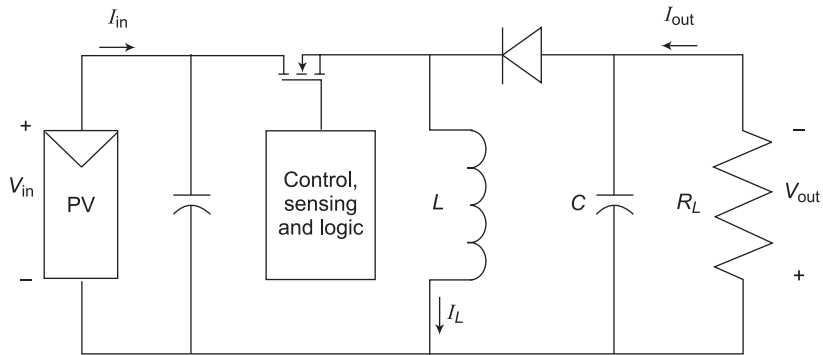 I_in
I_out
+
V_in
PV
−
Control,
sensing
and logic
L
I_L
C
R_L
−
V_out
+